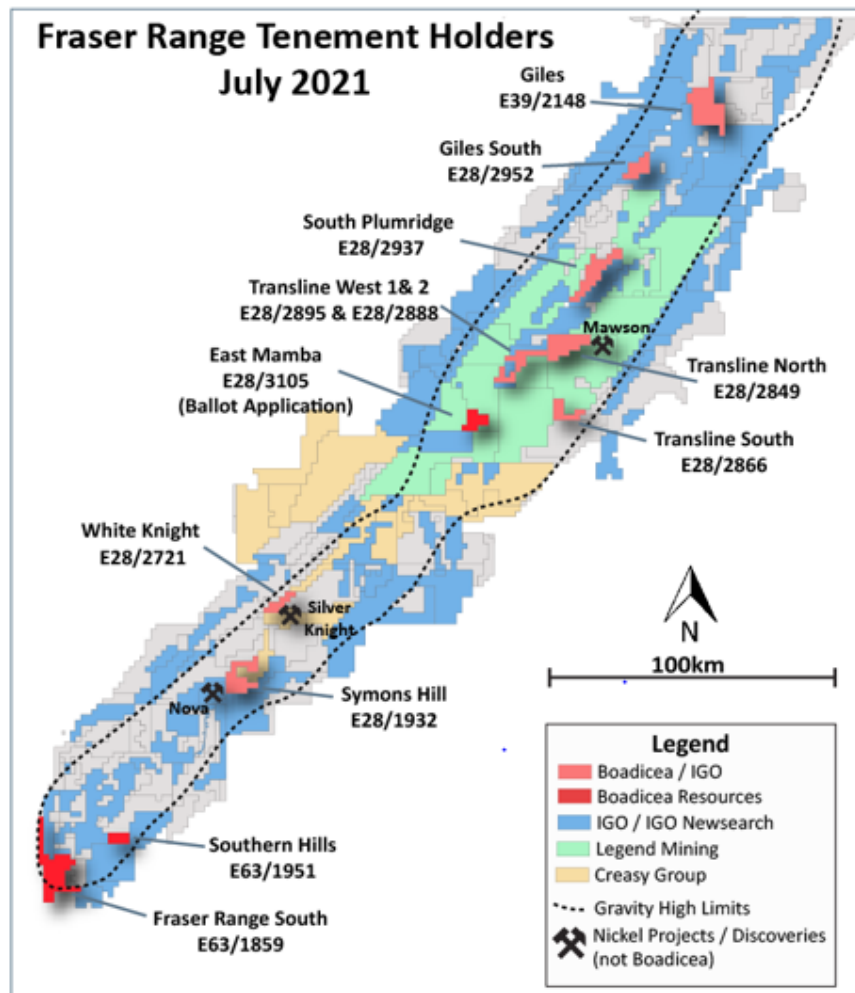 Fraser Range Tenement Holders
July 2021
Giles
E39/2148
Giles South
E28/2952
South Plumridge
E28/2937
Transline West 1& 2
E28/2895 & E28/2888
Mawson
East Mamba
E28/3105
(Ballot Application)
Transline North
E28/2849
Transline South
E28/2866
White Knight
E28/2721
Silver
Knight
N
100km
Symons Hill
E28/1932
Nova
Legend
Boadicea / IGO
Boadicea Resources
IGO / IGO Newsearch
Legend Mining
Creasy Group
Gravity High Limits
Nickel Projects / Discoveries
(not Boadicea)
Southern Hills
E63/1951
Fraser Range South
E63/1859